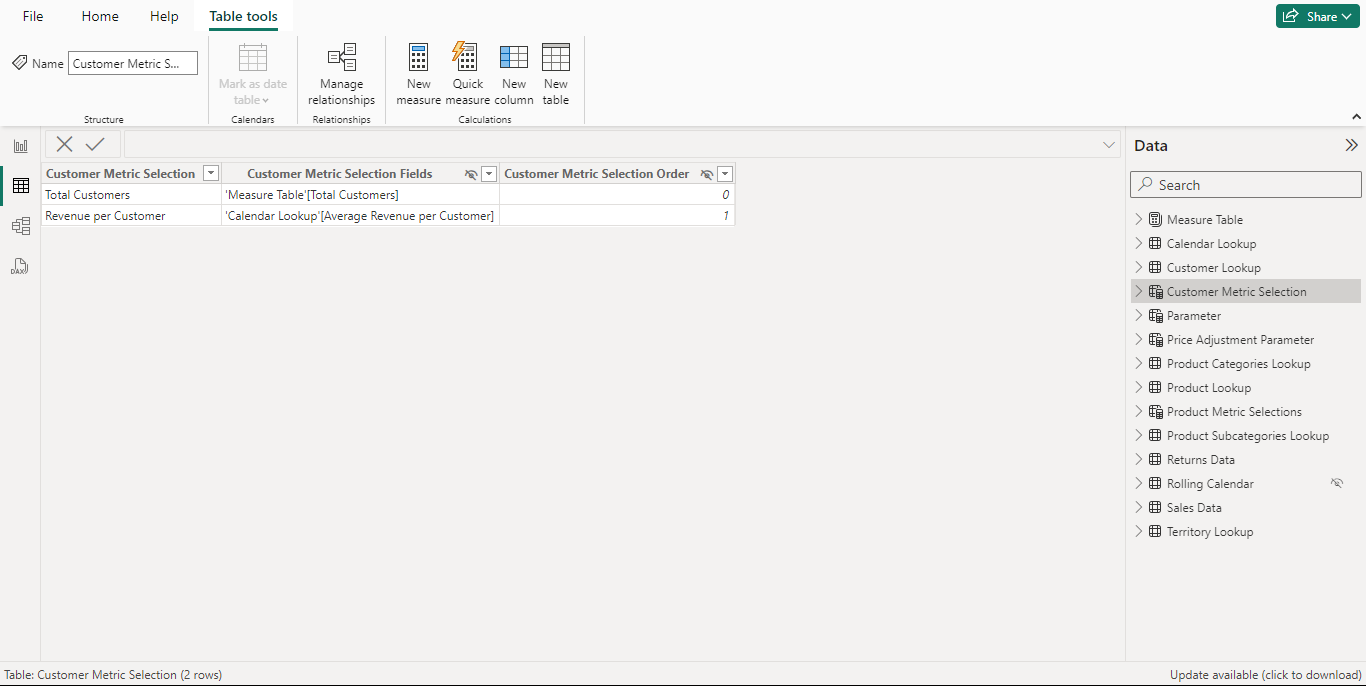 File Home Help Table tools Share
Name Customer Metric S...
Mark as date table
Manage relationships
New measure
Quick measure
New column
New table
Structure Calendars Relationships Calculations
Customer Metric Selection Customer Metric Selection Fields Customer Metric Selection Order
Total Customers 'Measure Table'[Total Customers] 0
Revenue per Customer 'Calendar Lookup'[Average Revenue per Customer] 1
DAX
Data
Search
Measure Table
Calendar Lookup
Customer Lookup
Customer Metric Selection
Parameter
Price Adjustment Parameter
Product Categories Lookup
Product Lookup
Product Metric Selections
Product Subcategories Lookup
Returns Data
Rolling Calendar
Sales Data
Territory Lookup
Table: Customer Metric Selection (2 rows) Update available (click to download)